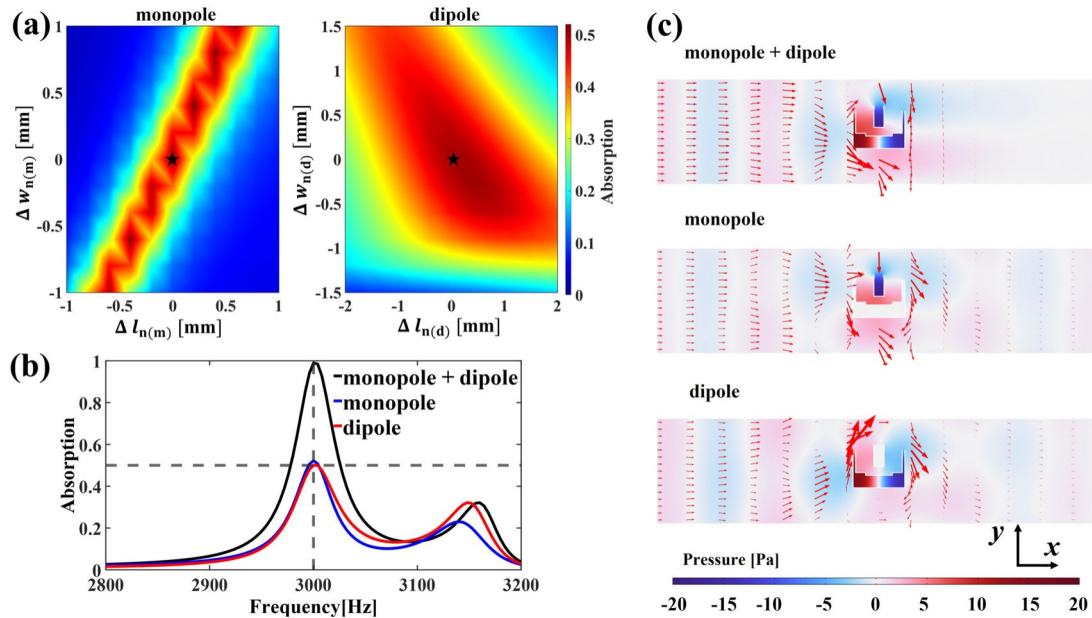 (a)
monopole
dipole
1
0.5
0
-0.5
-1
Δ w n(m) [mm]
-1 -0.5 0 0.5 1
Δ l n(m) [mm]
1.5
1
0.5
0
-0.5
-1
-1.5
Δ w n(d) [mm]
-2 -1 0 1 2
Δ l n(d) [mm]
0.5
0.4
0.3
0.2
0.1
0
Absorption
(b)
monopole + dipole
monopole
dipole
1
0.8
0.6
0.4
0.2
0
Absorption
2800 2900 3000 3100 3200
Frequency[Hz]
(c)
monopole + dipole
monopole
dipole
y
x
Pressure [Pa]
-20 -15 -10 -5 0 5 10 15 20